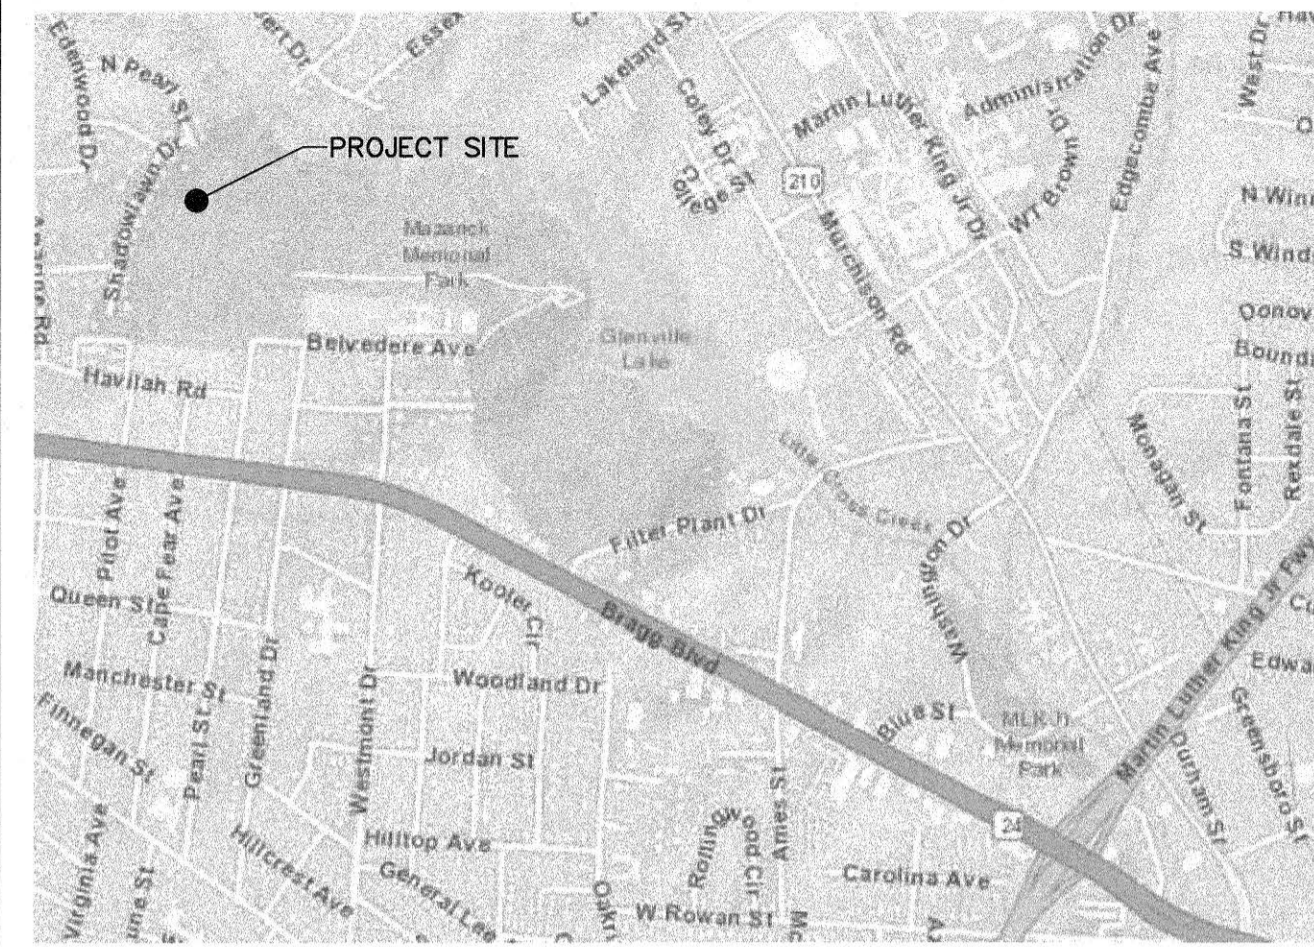 Edenwood Dr
N Pearl St
Shadowlawn Dr
PROJECT SITE
Essex
Lakeland St
Coley Dr
College St
210
Martin Luther King Jr Dr
Administration Dr
WT Brown Dr
Edgecombe Ave
West Dr
Murchison Rd
Mazarick
Memorial
Park
Glenville
Lake
Belvedere Ave
Havilah Rd
Little Cross Creek
Filter Plant Dr
Washington Dr
Monagan St
Fontana St
Rexdale St
Pilot Ave
Cape Fear Ave
Queen St
Manchester St
Finnegan St
Pearl St
Greenland Dr
Westmont Dr
Kooler Cir
Bragg Blvd
Woodland Dr
Jordan St
Blue St
MLK Jr
Memorial
Park
Martin Luther King Jr Fwy
Greensboro St
Durham St
24
Virginia Ave
Hillcrest Ave
Hilltop Ave
General Lee
Rollingwood Cir
Ames St
Carolina Ave
W Rowan St